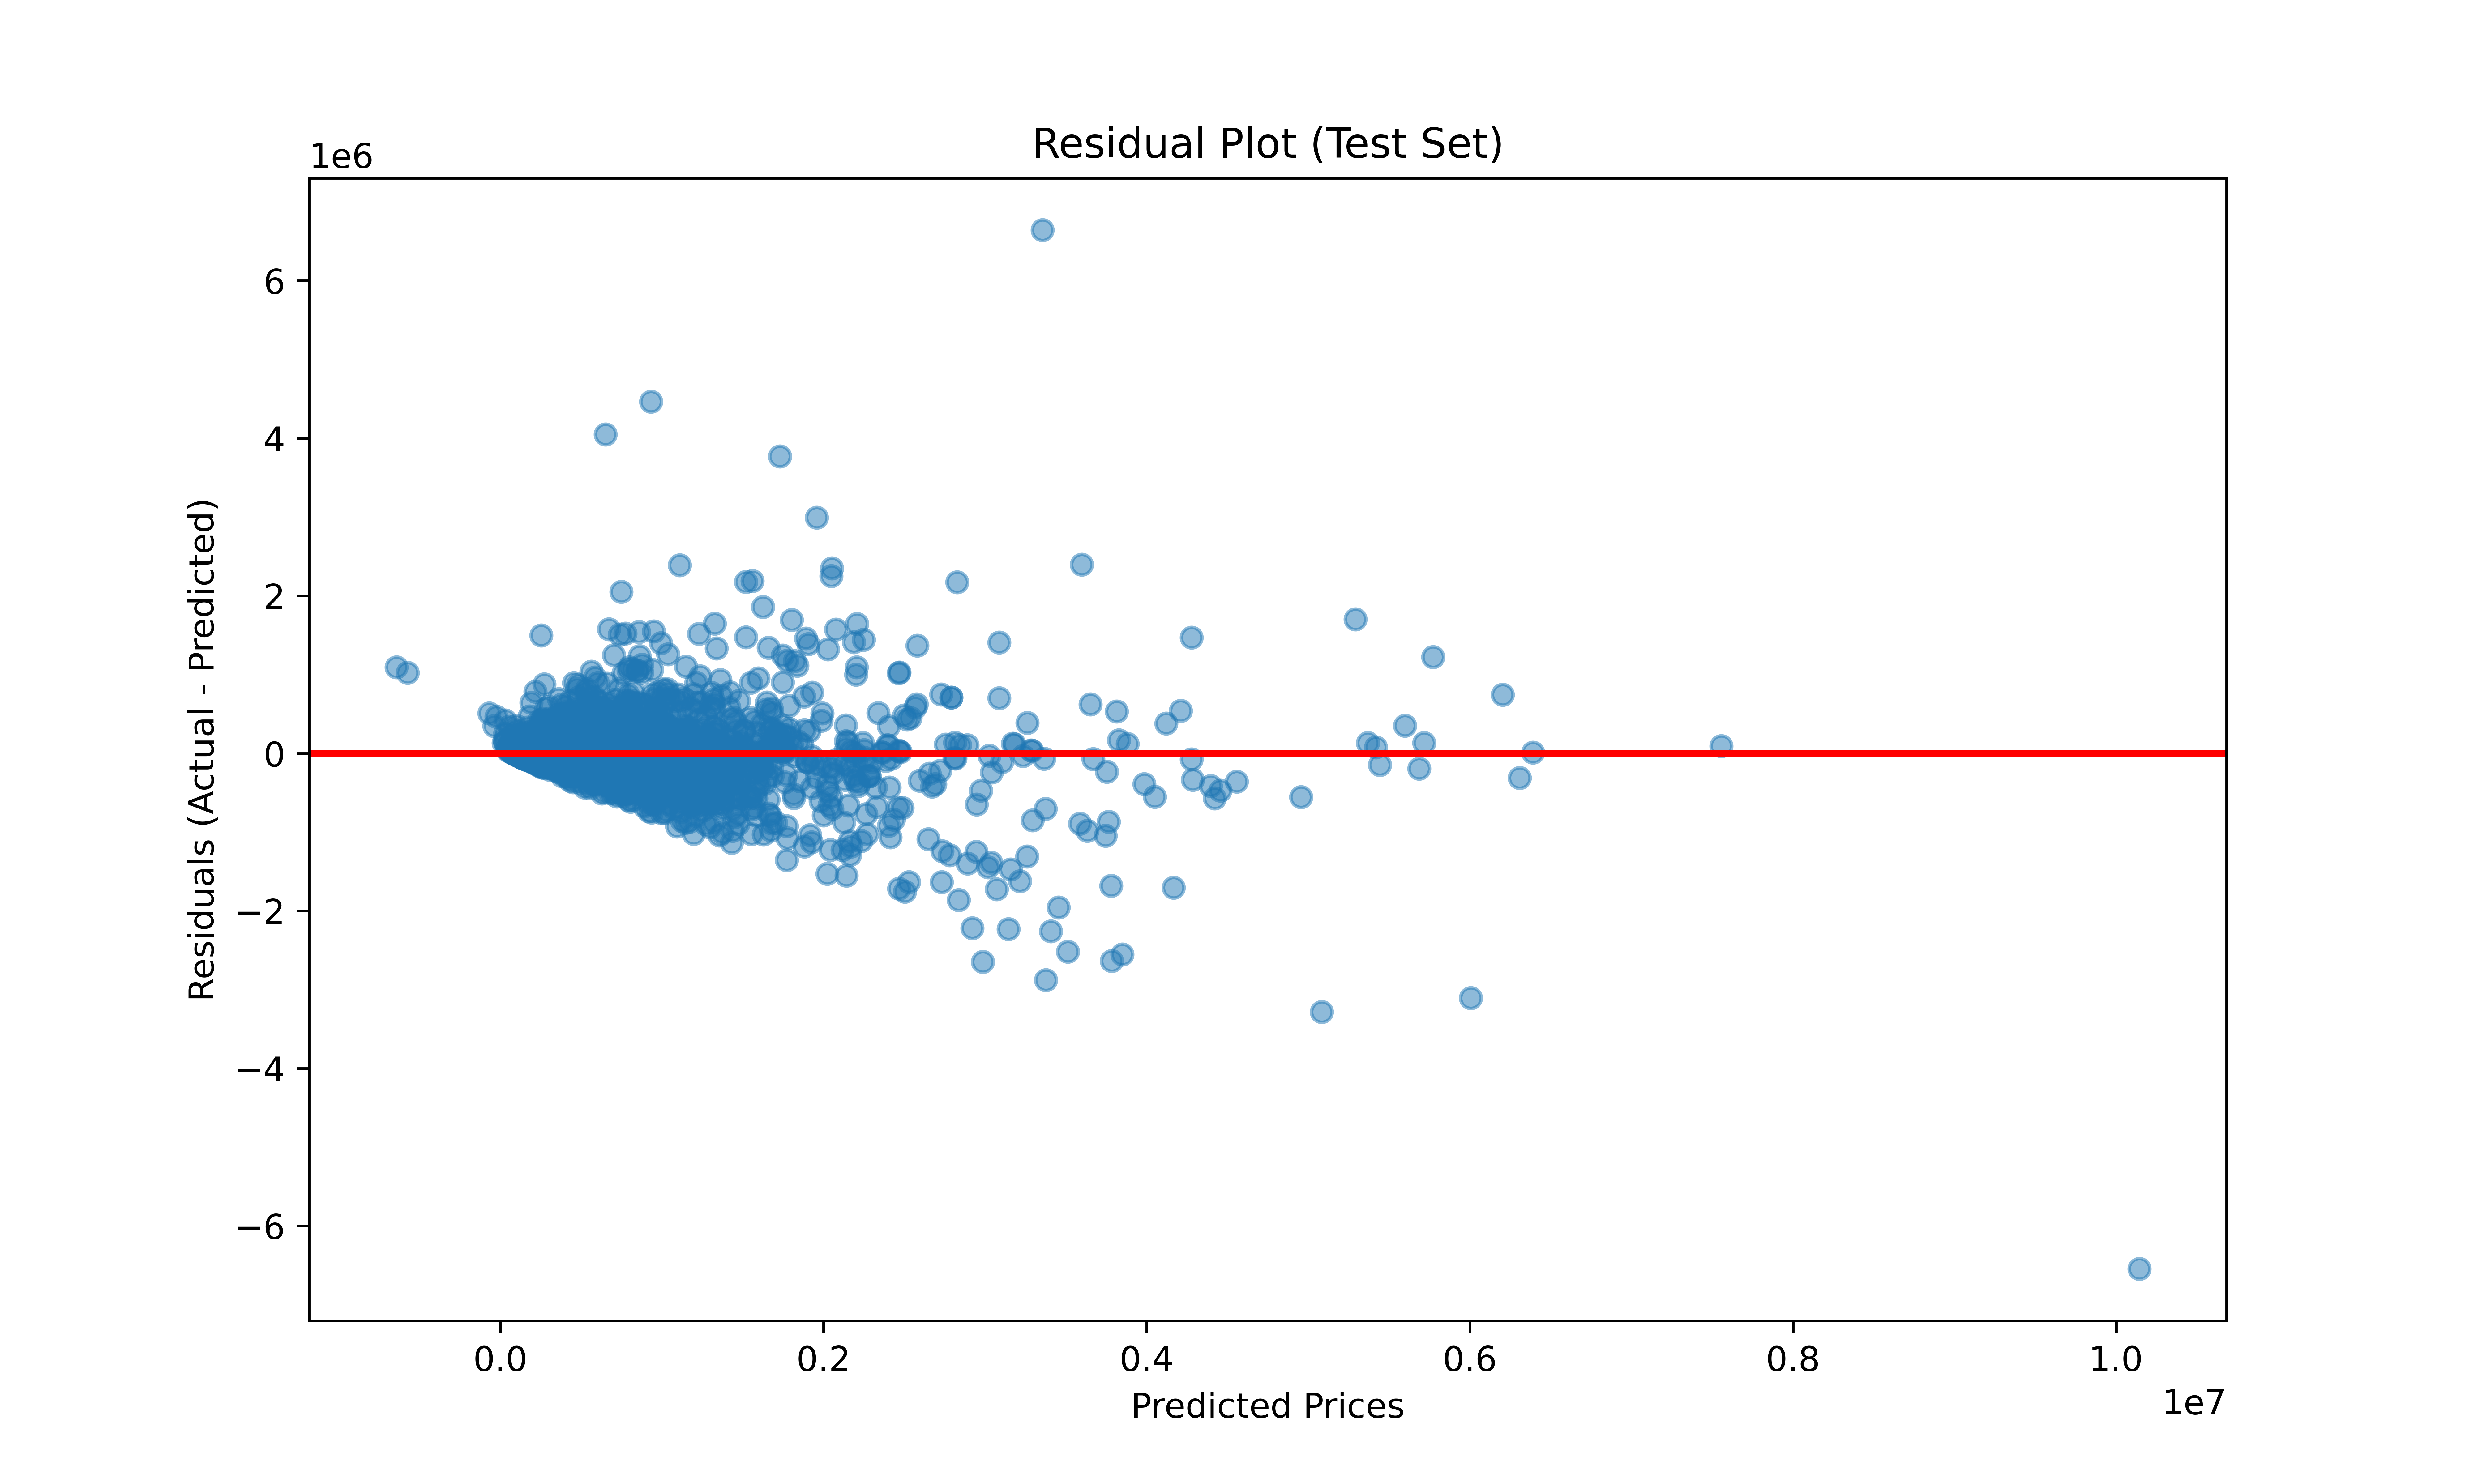 Residual Plot (Test Set)
1e6
6
4
2
0
−2
−4
−6
Residuals (Actual - Predicted)
0.0 0.2 0.4 0.6 0.8 1.0
1e7
Predicted Prices